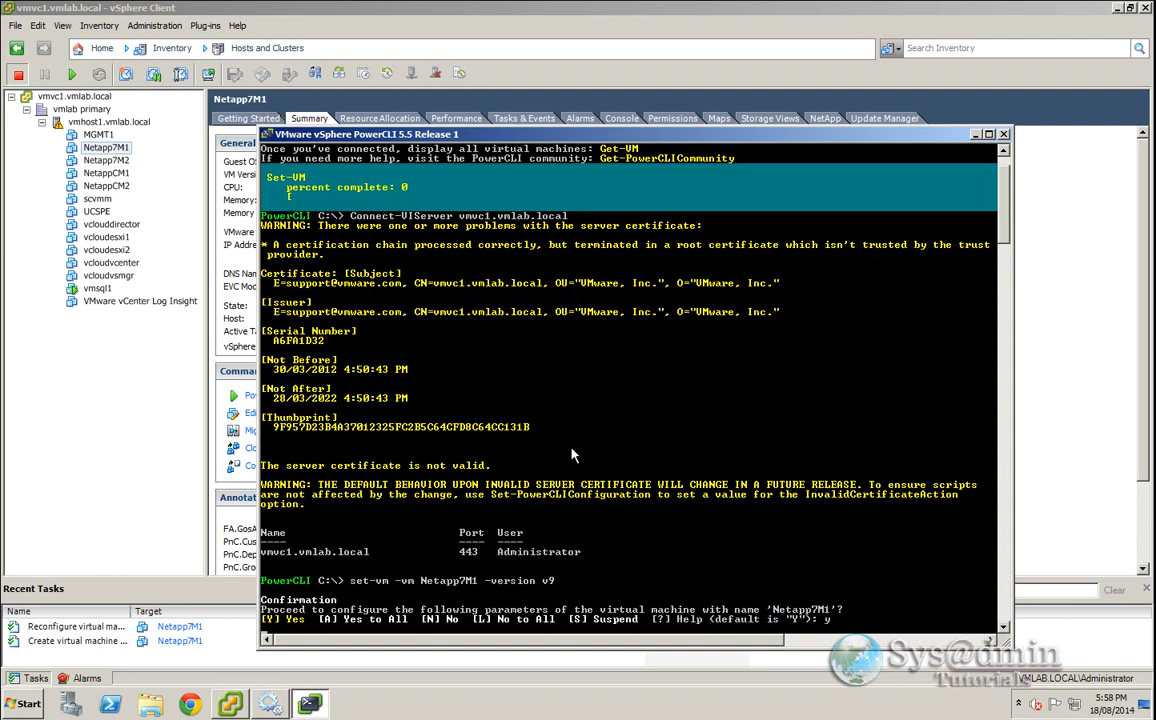 vmvc1.vmlab.local - vSphere Client
File Edit View Inventory Administration Plug-ins Help
Home Inventory Hosts and Clusters
Search Inventory
vmvc1.vmlab.local
vmlab primary
vmhost1.vmlab.local
MGMT1
Netapp7M1
Netapp7M2
NetappCM1
NetappCM2
scvmm
UCSPE
vclouddirector
vcloudesxi1
vcloudesxi2
vcloudvcenter
vcloudvsmgr
vmsql1
VMware vCenter Log Insight
Netapp7M1
Getting Started Summary Resource Allocation Performance Tasks & Events Alarms Console Permissions Maps Storage Views NetApp Update Manager
General
Guest O
VM Vers
CPU:
Memory
Memory
VMware
IP Addr
DNS Nam
EVC Mod
State:
Host:
Active T
vSphere
Comma
Po
Edi
Mig
Clo
Co
Annota
FA.GosA
PnC.Cus
PnC.Dep
PnC.Gro
VMware vSphere PowerCLI 5.5 Release 1
Once you've connected, display all virtual machines: Get-VM
If you need more help, visit the PowerCLI community: Get-PowerCLICommunity
Set-VM
percent complete: 0
[
PowerCLI C:\> Connect-VIServer vmvc1.vmlab.local
WARNING: There were one or more problems with the server certificate:
* A certification chain processed correctly, but terminated in a root certificate which isn't trusted by the trust
provider.
Certificate: [Subject]
E=support@vmware.com, CN=vmvc1.vmlab.local, OU="VMware, Inc.", O="VMware, Inc."
[Issuer]
E=support@vmware.com, CN=vmvc1.vmlab.local, OU="VMware, Inc.", O="VMware, Inc."
[Serial Number]
A6FA1D32
[Not Before]
30/03/2012 4:50:43 PM
[Not After]
28/03/2022 4:50:43 PM
[Thumbprint]
9F957D23B4A37012325FC2B5C64CFD8C64CC131B
The server certificate is not valid.
WARNING: THE DEFAULT BEHAVIOR UPON INVALID SERVER CERTIFICATE WILL CHANGE IN A FUTURE RELEASE. To ensure scripts
are not affected by the change, use Set-PowerCLIConfiguration to set a value for the InvalidCertificateAction
option.
Name Port User
---- ---- ----
vmvc1.vmlab.local 443 Administrator
PowerCLI C:\> set-vm -vm Netapp7M1 -version v9
Confirmation
Proceed to configure the following parameters of the virtual machine with name 'Netapp7M1'?
[Y] Yes [A] Yes to All [N] No [L] No to All [S] Suspend [?] Help (default is "Y"): y
Recent Tasks
Clear
Name Target
Reconfigure virtual ma... Netapp7M1
Create virtual machine ... Netapp7M1
Sys@dmin
Tutorials
Tasks Alarms
VMLAB.LOCAL\Administrator
Start
5:58 PM
18/08/2014